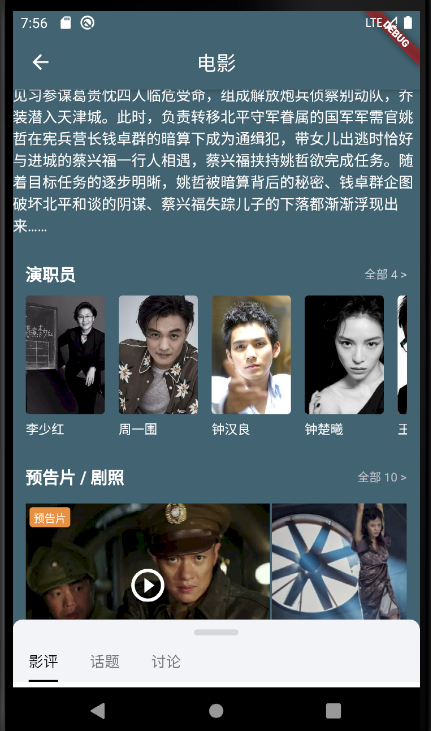 7:56
LTE
DEBUG
电影
见习参谋葛贵忱四人临危受命，组成解放炮兵侦察别动队，乔
装潜入天津城。此时，负责转移北平守军眷属的国军军需官姚
哲在宪兵营长钱卓群的暗算下成为通缉犯，带女儿出逃时恰好
与进城的蔡兴福一行人相遇，蔡兴福挟持姚哲欲完成任务。随
着目标任务的逐步明晰，姚哲被暗算背后的秘密、钱卓群企图
破坏北平和谈的阴谋、蔡兴福失踪儿子的下落都渐渐浮现出
来……
演职员
全部 4 >
李少红
周一围
钟汉良
钟楚曦
预告片 / 剧照
全部 10 >
预告片
影评
话题
讨论